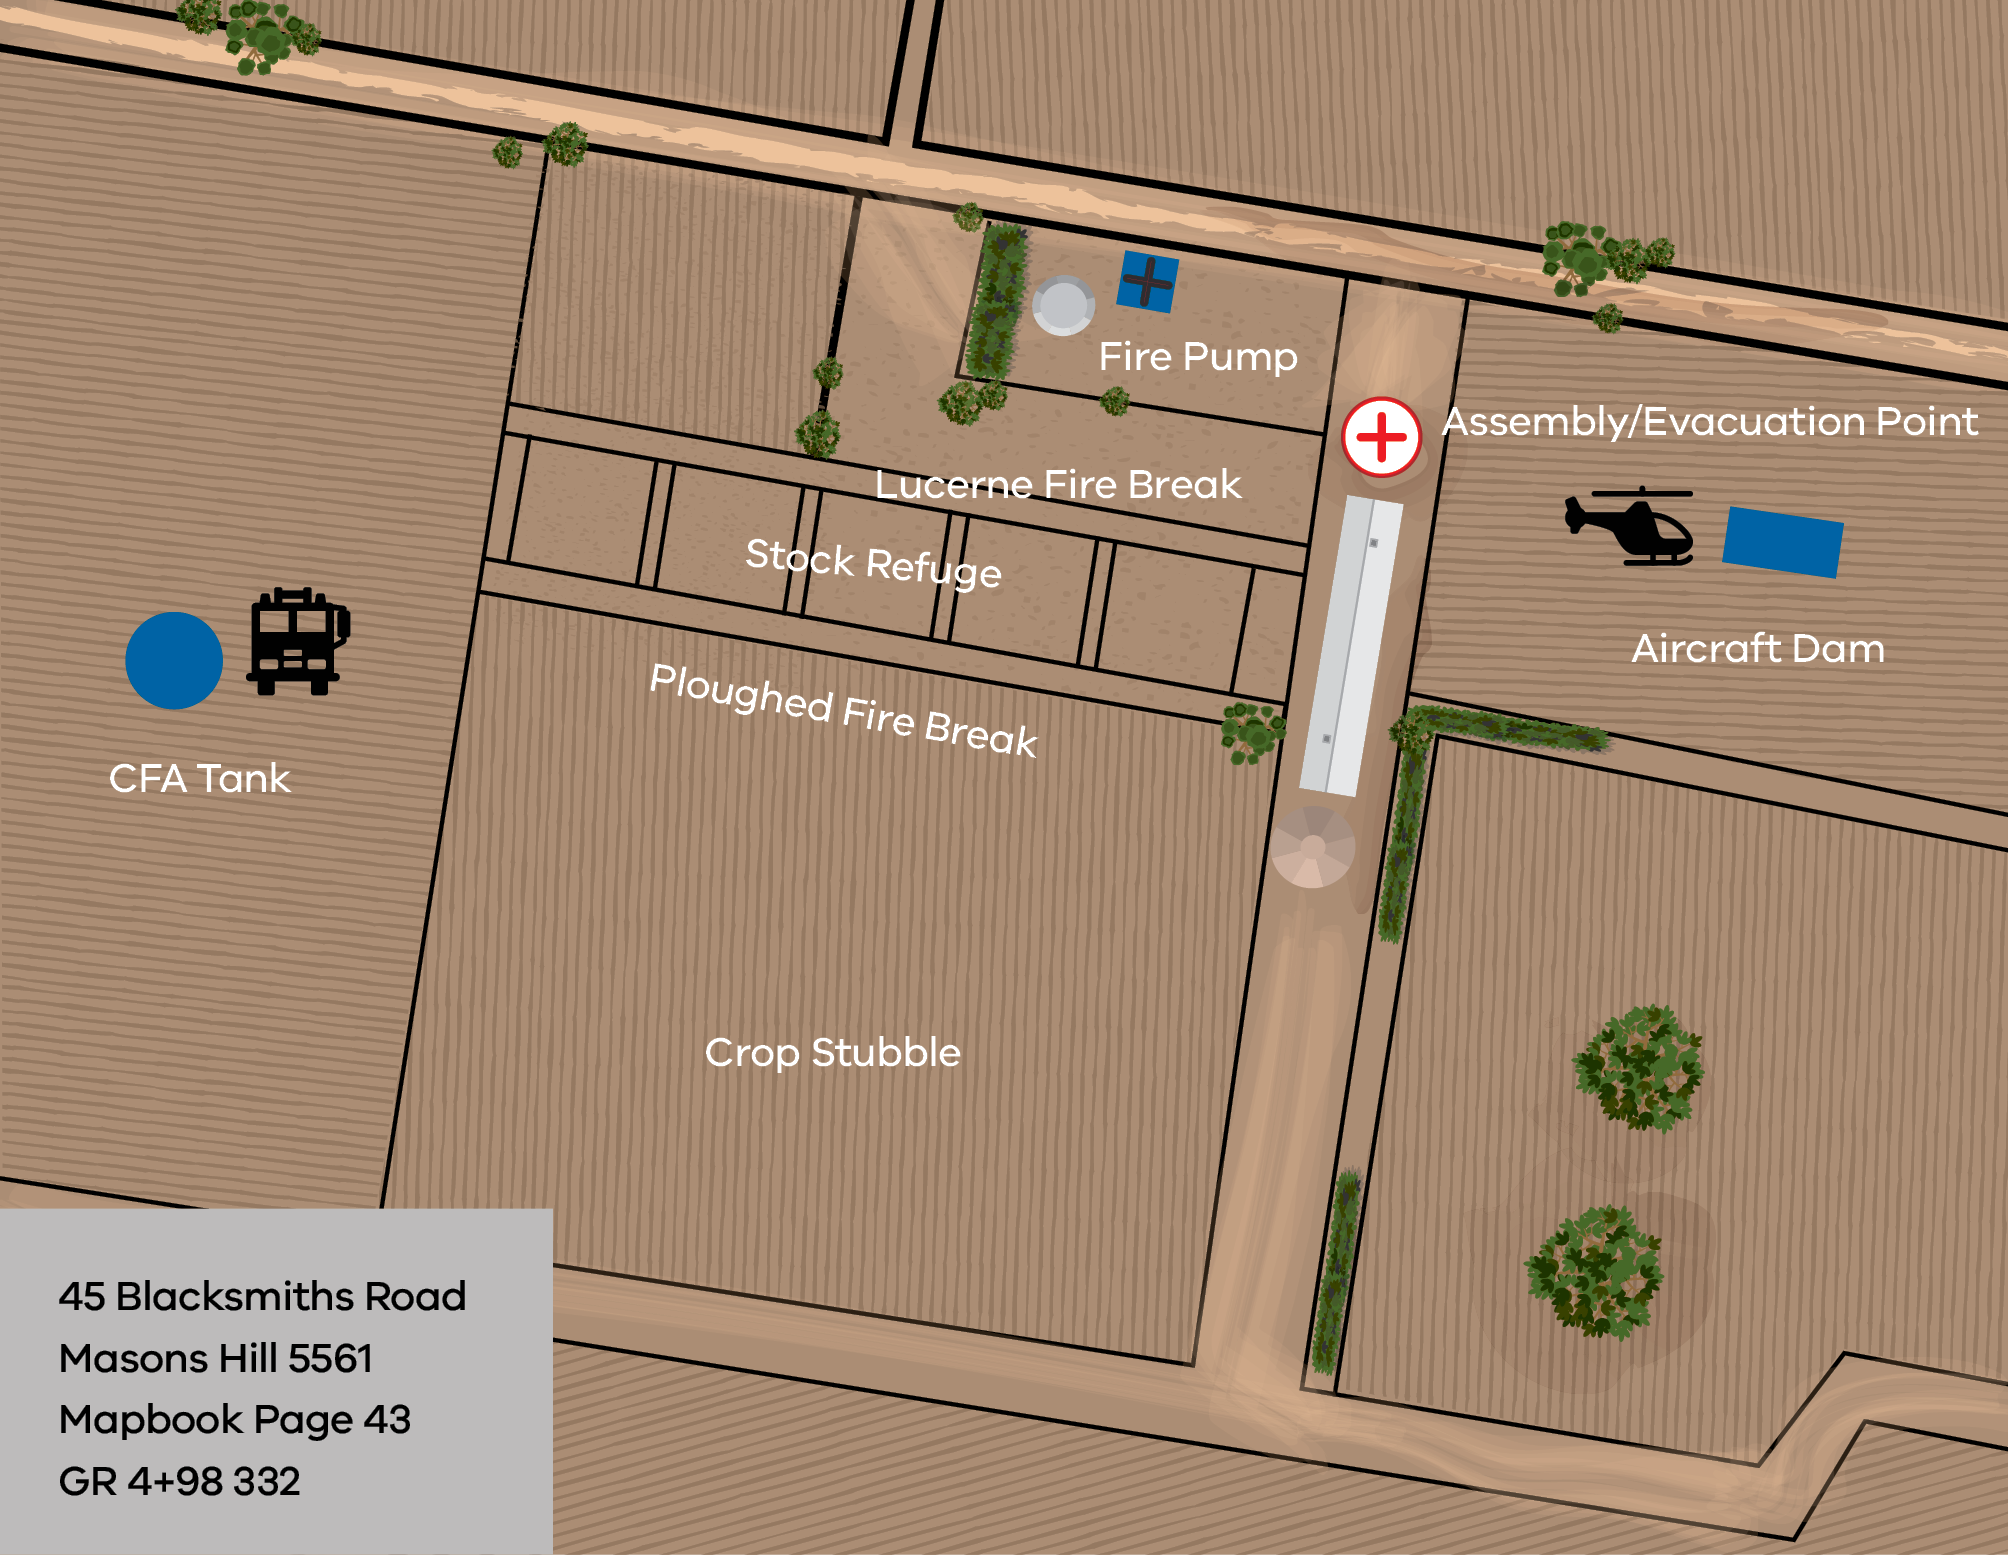 Fire Pump
Assembly/Evacuation Point
Lucerne Fire Break
Stock Refuge
Aircraft Dam
Ploughed Fire Break
CFA Tank
Crop Stubble
45 Blacksmiths Road
Masons Hill 5561
Mapbook Page 43
GR 4+98 332